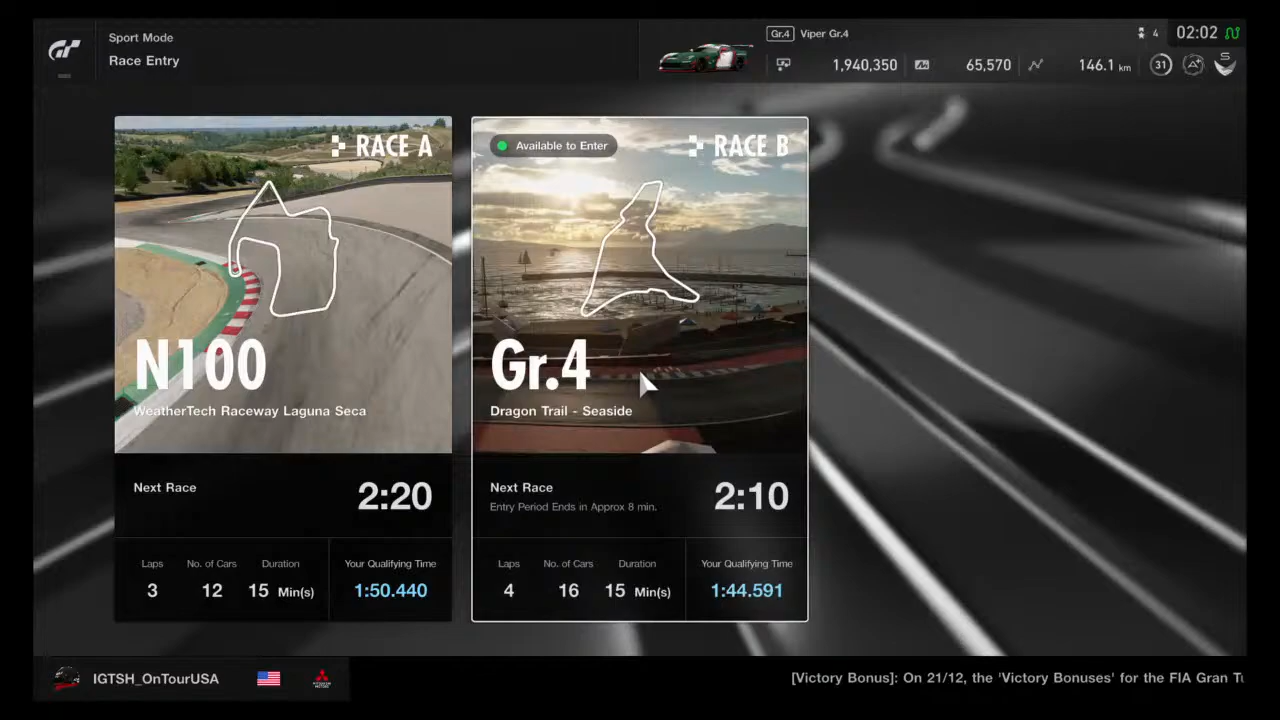 Sport Mode
Race Entry
Gr.4 Viper Gr.4
4
02:02
1,940,350
65,570
146.1 km
31
S
RACE A
N100
WeatherTech Raceway Laguna Seca
Next Race
2:20
Laps
3
No. of Cars
12
Duration
15 Min(s)
Your Qualifying Time
1:50.440
Available to Enter
RACE B
Gr.4
Dragon Trail - Seaside
Next Race
Entry Period Ends in Approx 8 min.
2:10
Laps
4
No. of Cars
16
Duration
15 Min(s)
Your Qualifying Time
1:44.591
IGTSH_OnTourUSA
[Victory Bonus]: On 21/12, the 'Victory Bonuses' for the FIA Gran